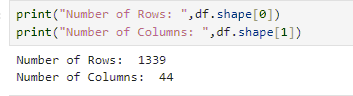 print("Number of Rows: ",df.shape[0])
print("Number of Columns: ",df.shape[1])
Number of Rows:  1339
Number of Columns:  44